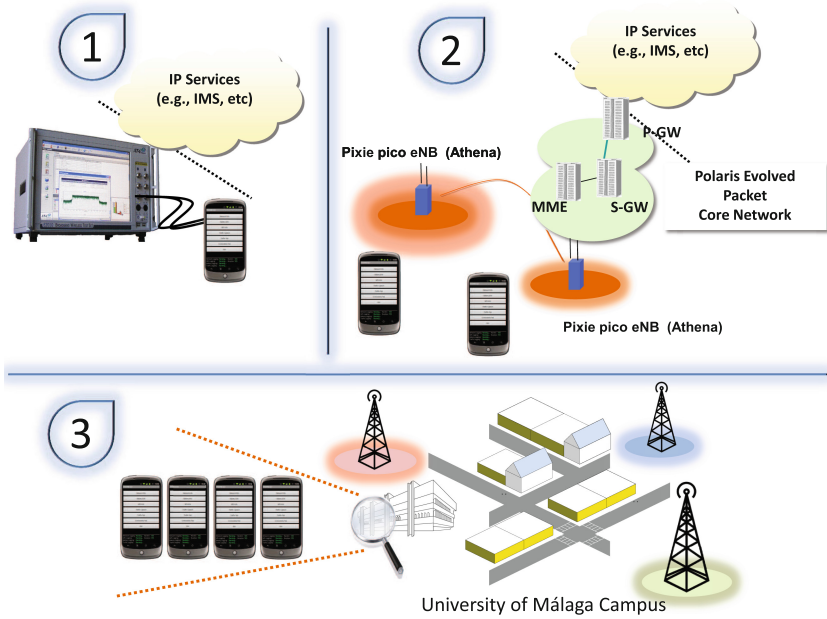 1
IP Services
(e.g., IMS, etc)
2
IP Services
(e.g., IMS, etc)
P-GW
Pixie pico eNB (Athena)
MME
S-GW
Polaris Evolved
Packet
Core Network
Pixie pico eNB (Athena)
3
University of Málaga Campus